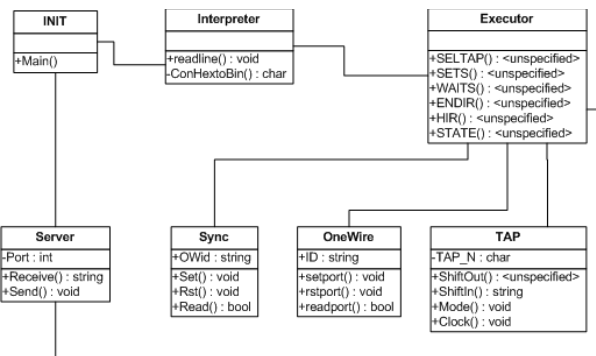 INIT
+Main()
Interpreter
+readline() : void
-ConHextoBin() : char
Executor
+SELTAP() : <unspecified>
+SETS() : <unspecified>
+WAITS() : <unspecified>
+ENDIR() : <unspecified>
+HIR() : <unspecified>
+STATE() : <unspecified>
Server
-Port : int
+Receive() : string
+Send() : void
Sync
+OWid : string
+Set() : void
+Rst() : void
+Read() : bool
OneWire
+ID : string
+setport() : void
+rstport() : void
+readport() : bool
TAP
-TAP_N : char
+ShiftOut() : <unspecified>
+ShiftIn() : string
+Mode() : void
+Clock() : void